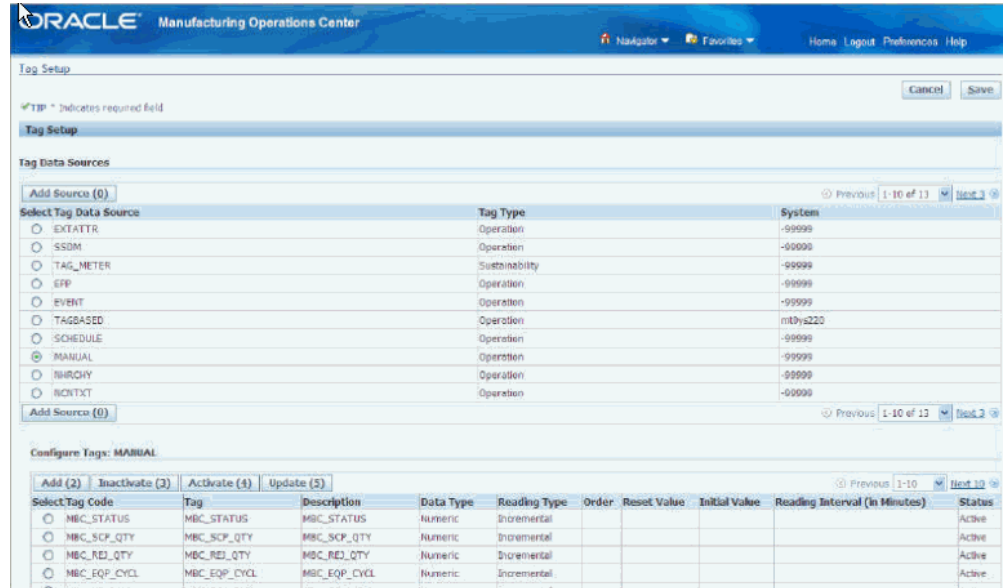 ORACLE Manufacturing Operations Center
Navigator Favorites Home Logout Preferences Help
Tag Setup
Cancel Save
TIP * Indicates required field
Tag Setup
Tag Data Sources
Add Source (0) Previous 1-10 of 13 Next 3
Select Tag Data Source Tag Type System
EXTATTR Operation -99999
SSDM Operation -99999
TAG_METER Sustainability -99999
EPP Operation -99999
EVENT Operation -99999
TAGBASED Operation mt0ys220
SCHEDULE Operation -99999
MANUAL Operation -99999
NHRCHY Operation -99999
NCNTXT Operation -99999
Add Source (0) Previous 1-10 of 13 Next 3
Configure Tags: MANUAL
Add (2) Inactivate (3) Activate (4) Update (5) Previous 1-10 Next 10
Select Tag Code Tag Description Data Type Reading Type Order Reset Value Initial Value Reading Interval (in Minutes) Status
MBC_STATUS MBC_STATUS MBC_STATUS Numeric Incremental Active
MBC_SCP_QTY MBC_SCP_QTY MBC_SCP_QTY Numeric Incremental Active
MBC_REJ_QTY MBC_REJ_QTY MBC_REJ_QTY Numeric Incremental Active
MBC_EQP_CYCL MBC_EQP_CYCL MBC_EQP_CYCL Numeric Incremental Active